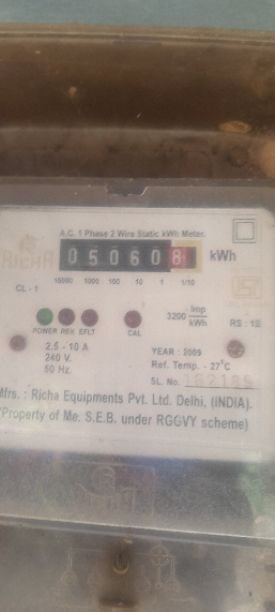 A.C. 1 Phase 2 Wire Static kWh Meter.
RICHA
050608 kWh
10000 1000 100 10 1 1/10
CL - 1
3200 Imp/kWh
POWER REV EFLT CAL
RS : 15
2.5 - 10 A
240 V.
50 Hz.
YEAR : 2009
Ref. Temp. - 27°C
SL. No.
Mfrs. : Richa Equipments Pvt. Ltd. Delhi, (INDIA).
(Property of Me. S.E.B. under RGGVY scheme)